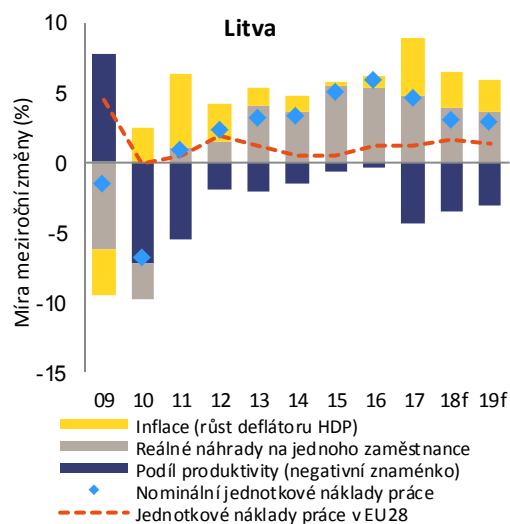 Litva
Míra meziroční změny (%)
10
5
0
-5
-10
-15
09 10 11 12 13 14 15 16 17 18f 19f
Inflace (růst deflátoru HDP)
Reálné náhrady na jednoho zaměstnance
Podíl produktivity (negativní znaménko)
Nominální jednotkové náklady práce
Jednotkové náklady práce v EU28